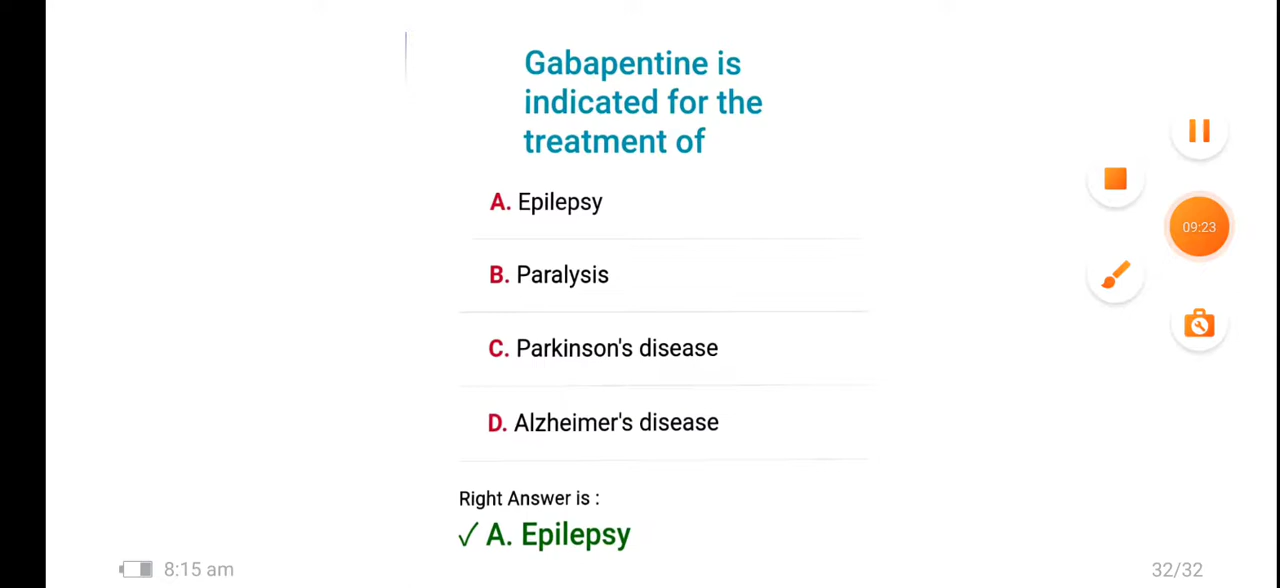 Gabapentine is
indicated for the
treatment of
A. Epilepsy
B. Paralysis
C. Parkinson's disease
D. Alzheimer's disease
Right Answer is :
✓ A. Epilepsy
09:23
8:15 am
32/32